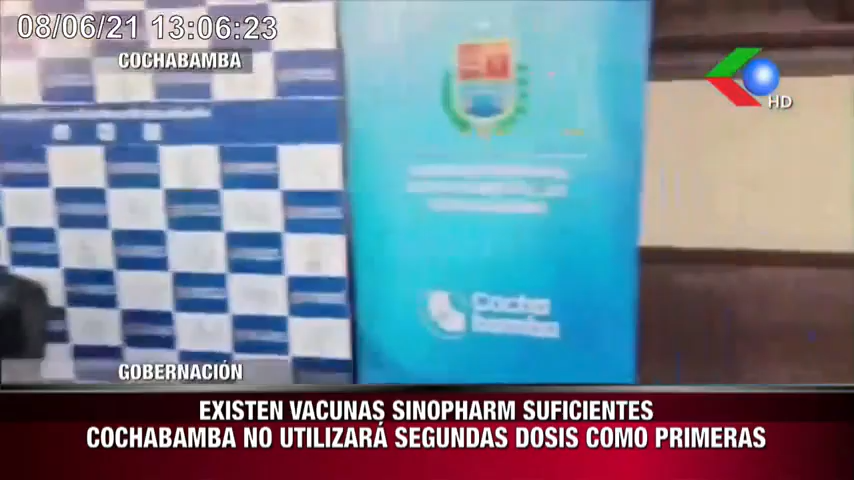 08/06/21 13:06:23
COCHABAMBA
HD
GOBERNACIÓN
EXISTEN VACUNAS SINOPHARM SUFICIENTES
COCHABAMBA NO UTILIZARÁ SEGUNDAS DOSIS COMO PRIMERAS